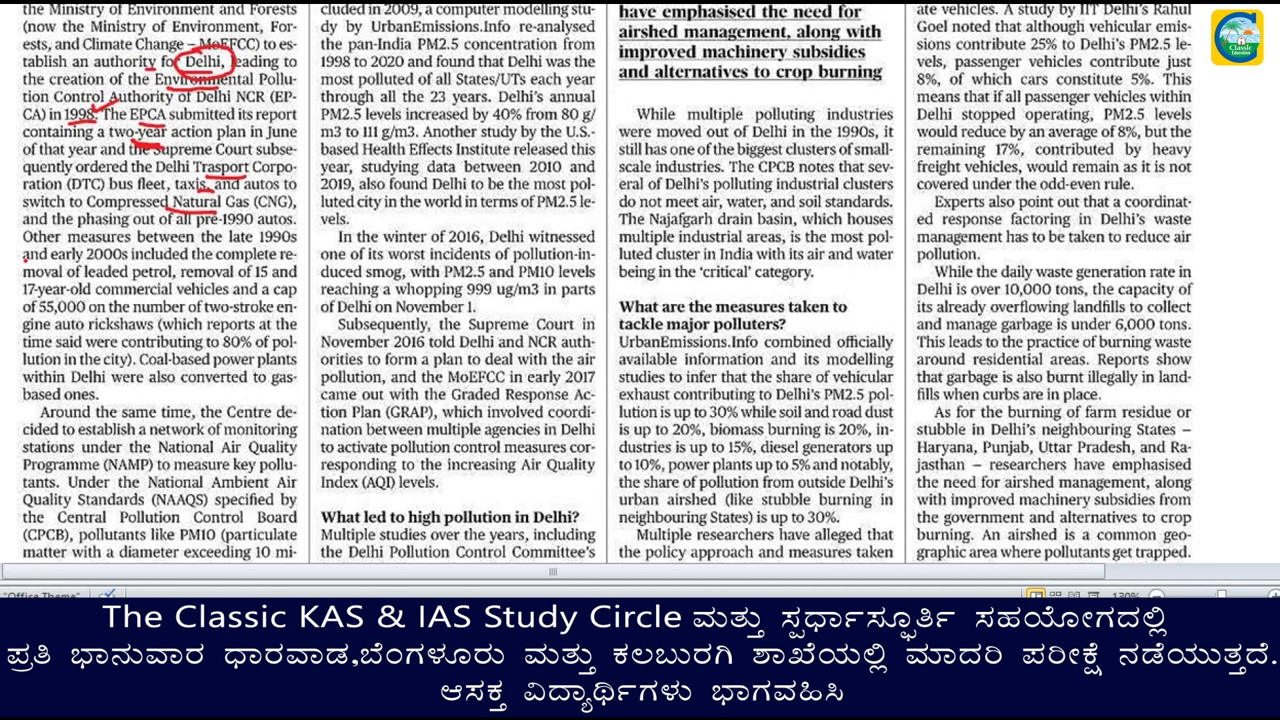 the Ministry of Environment and Forests
(now the Ministry of Environment, For-
ests, and Climate Change – MoEFCC) to es-
tablish an authority for Delhi, leading to
the creation of the Environmental Pollu-
tion Control Authority of Delhi NCR (EP-
CA) in 1998. The EPCA submitted its report
containing a two-year action plan in June
of that year and the Supreme Court subse-
quently ordered the Delhi Trasport Corpo-
ration (DTC) bus fleet, taxis, and autos to
switch to Compressed Natural Gas (CNG),
and the phasing out of all pre-1990 autos.
Other measures between the late 1990s
and early 2000s included the complete re-
moval of leaded petrol, removal of 15 and
17-year-old commercial vehicles and a cap
of 55,000 on the number of two-stroke en-
gine auto rickshaws (which reports at the
time said were contributing to 80% of pol-
lution in the city). Coal-based power plants
within Delhi were also converted to gas-
based ones.
Around the same time, the Centre de-
cided to establish a network of monitoring
stations under the National Air Quality
Programme (NAMP) to measure key pollu-
tants. Under the National Ambient Air
Quality Standards (NAAQS) specified by
the Central Pollution Control Board
(CPCB), pollutants like PM10 (particulate
matter with a diameter exceeding 10 mi-
cluded in 2009, a computer modelling stu-
dy by UrbanEmissions.Info re-analysed
the pan-India PM2.5 concentration from
1998 to 2020 and found that Delhi was the
most polluted of all States/UTs each year
through all the 23 years. Delhi's annual
PM2.5 levels increased by 40% from 80 g/
m3 to 111 g/m3. Another study by the U.S.-
based Health Effects Institute released this
year, studying data between 2010 and
2019, also found Delhi to be the most pol-
luted city in the world in terms of PM2.5 le-
vels.
In the winter of 2016, Delhi witnessed
one of its worst incidents of pollution-in-
duced smog, with PM2.5 and PM10 levels
reaching a whopping 999 ug/m3 in parts
of Delhi on November 1.
Subsequently, the Supreme Court in
November 2016 told Delhi and NCR auth-
orities to form a plan to deal with the air
pollution, and the MoEFCC in early 2017
came out with the Graded Response Ac-
tion Plan (GRAP), which involved coordi-
nation between multiple agencies in Delhi
to activate pollution control measures cor-
responding to the increasing Air Quality
Index (AQI) levels.
What led to high pollution in Delhi?
Multiple studies over the years, including
the Delhi Pollution Control Committee's
have emphasised the need for
airshed management, along with
improved machinery subsidies
and alternatives to crop burning
While multiple polluting industries
were moved out of Delhi in the 1990s, it
still has one of the biggest clusters of small-
scale industries. The CPCB notes that sev-
eral of Delhi's polluting industrial clusters
do not meet air, water, and soil standards.
The Najafgarh drain basin, which houses
multiple industrial areas, is the most pol-
luted cluster in India with its air and water
being in the 'critical' category.
What are the measures taken to
tackle major polluters?
UrbanEmissions.Info combined officially
available information and its modelling
studies to infer that the share of vehicular
exhaust contributing to Delhi's PM2.5 pol-
lution is up to 30% while soil and road dust
is up to 20%, biomass burning is 20%, in-
dustries is up to 15%, diesel generators up
to 10%, power plants up to 5% and notably,
the share of pollution from outside Delhi's
urban airshed (like stubble burning in
neighbouring States) is up to 30%.
Multiple researchers have alleged that
the policy approach and measures taken
ate vehicles. A study by IIT Delhi's Rahul
Goel noted that although vehicular emis-
sions contribute 25% to Delhi's PM2.5 le-
vels, passenger vehicles contribute just
8%, of which cars constitute 5%. This
means that if all passenger vehicles within
Delhi stopped operating, PM2.5 levels
would reduce by an average of 8%, but the
remaining 17%, contributed by heavy
freight vehicles, would remain as it is not
covered under the odd-even rule.
Experts also point out that a coordinat-
ed response factoring in Delhi's waste
management has to be taken to reduce air
pollution.
While the daily waste generation rate in
Delhi is over 10,000 tons, the capacity of
its already overflowing landfills to collect
and manage garbage is under 6,000 tons.
This leads to the practice of burning waste
around residential areas. Reports show
that garbage is also burnt illegally in land-
fills when curbs are in place.
As for the burning of farm residue or
stubble in Delhi's neighbouring States –
Haryana, Punjab, Uttar Pradesh, and Ra-
jasthan – researchers have emphasised
the need for airshed management, along
with improved machinery subsidies from
the government and alternatives to crop
burning. An airshed is a common geo-
graphic area where pollutants get trapped.
Classic
Education
"Office Theme"
130%
The Classic KAS & IAS Study Circle ಮತ್ತು ಸ್ಪರ್ಧಾಸ್ಫೂರ್ತಿ ಸಹಯೋಗದಲ್ಲಿ
ಪ್ರತಿ ಭಾನುವಾರ ಧಾರವಾಡ,ಬೆಂಗಳೂರು ಮತ್ತು ಕಲಬುರಗಿ ಶಾಖೆಯಲ್ಲಿ ಮಾದರಿ ಪರೀಕ್ಷೆ ನಡೆಯುತ್ತದೆ.
ಆಸಕ್ತ ವಿದ್ಯಾರ್ಥಿಗಳು ಭಾಗವಹಿಸಿ